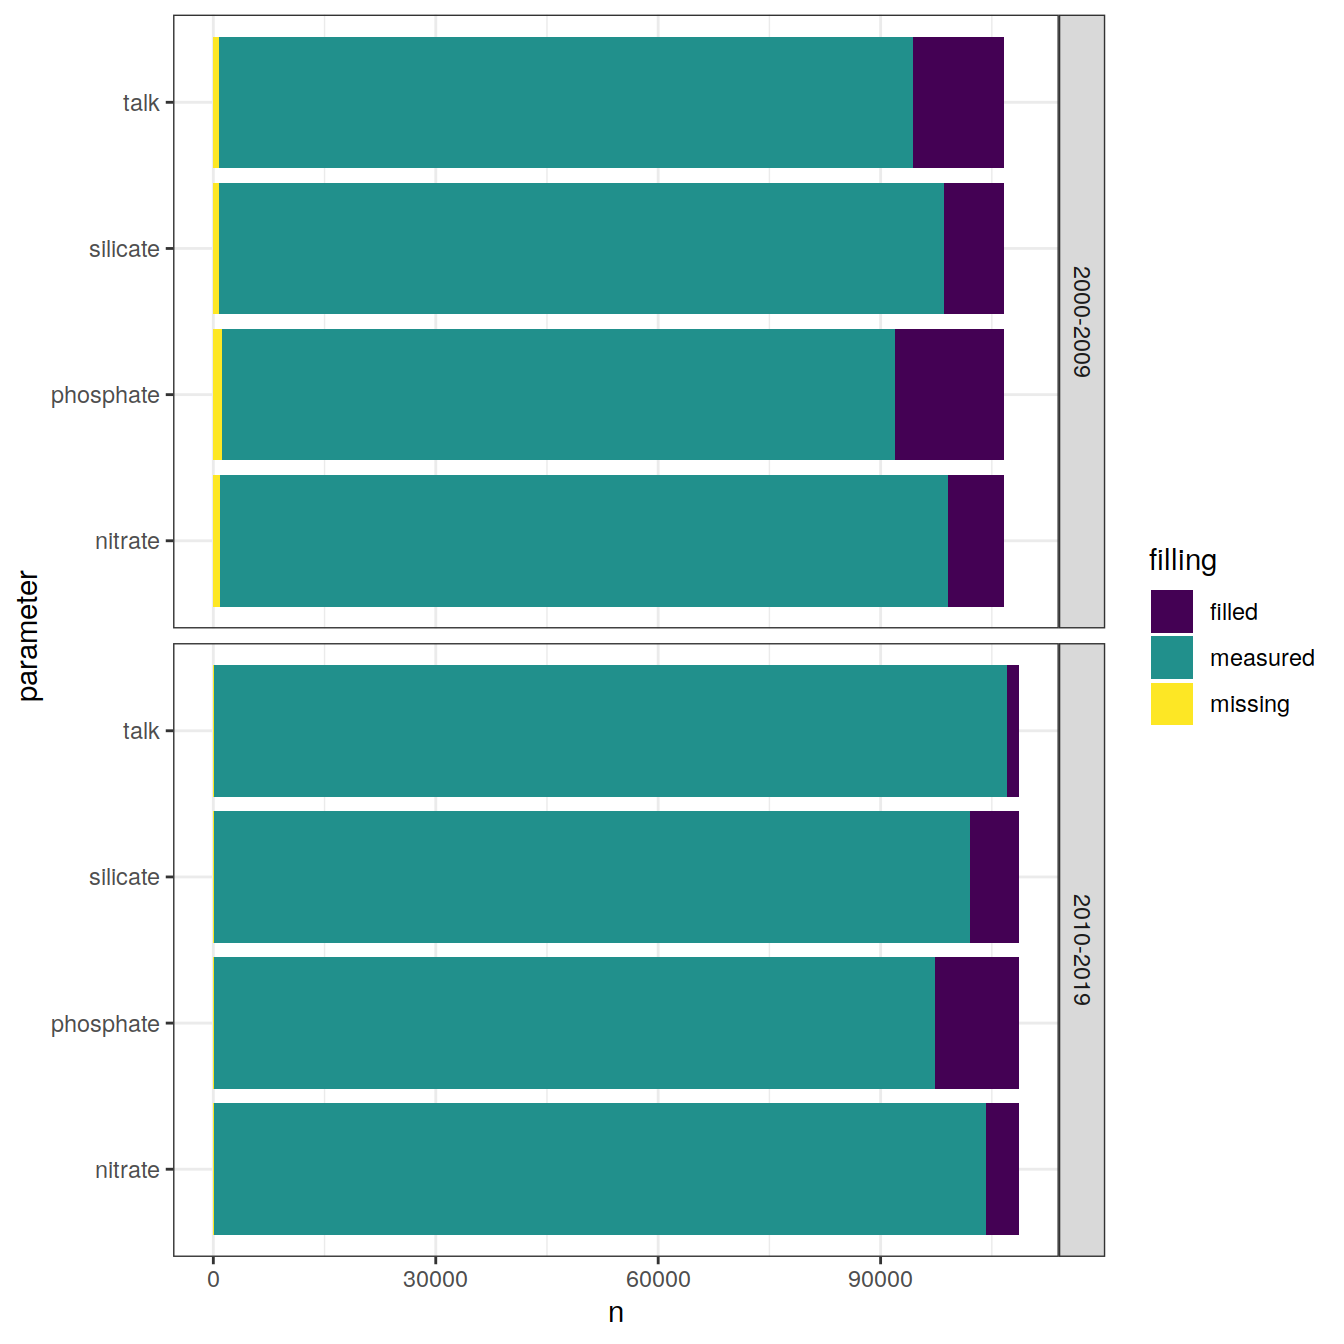 talk
silicate
phosphate
nitrate
2000-2009
talk
silicate
phosphate
nitrate
2010-2019
0
30000
60000
90000
n
parameter
filling
filled
measured
missing